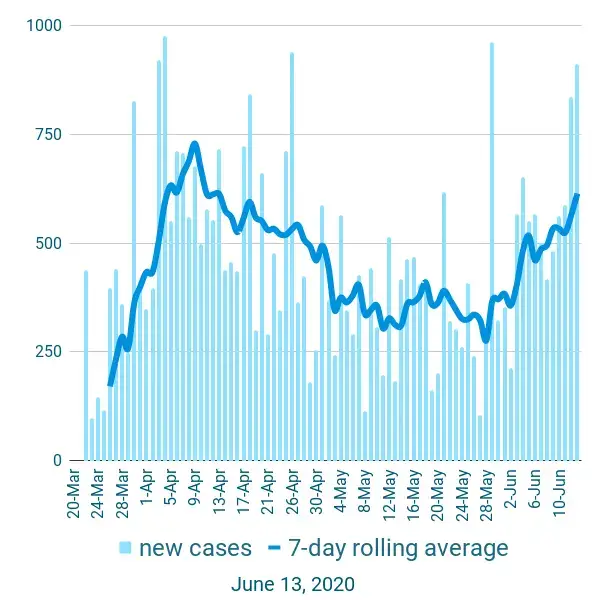 1000
750
500
250
0
20-Mar 24-Mar 28-Mar 1-Apr 5-Apr 9-Apr 13-Apr 17-Apr 21-Apr 26-Apr 30-Apr 4-May 8-May 12-May 16-May 20-May 24-May 28-May 2-Jun 6-Jun 10-Jun
new cases 7-day rolling average
June 13, 2020